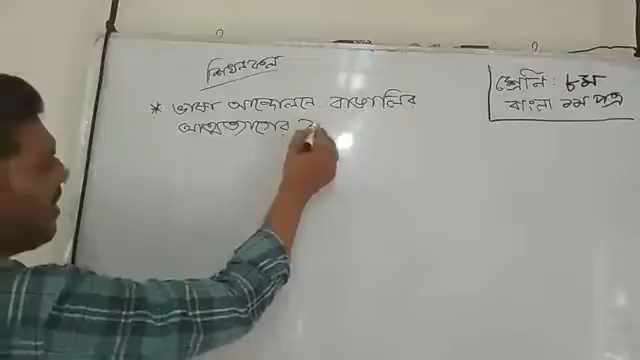 শিখনফল
শ্রেণি: ৮ম
বাংলা ১ম পত্র
* ভাষা আন্দোলনে বাঙালির
আত্মত্যাগের